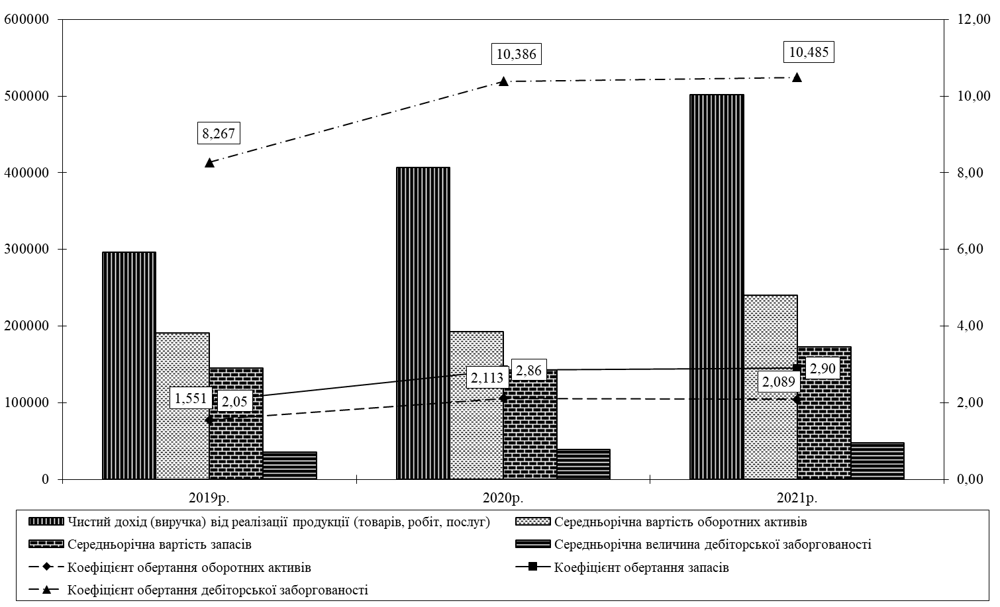 600000
12,00
10,386
10,485
500000
10,00
8,267
400000
8,00
300000
6,00
200000
4,00
2,113
2,86
2,089
2,90
1,551
2,05
100000
2,00
0
0,00
2019р.
2020р.
2021р.
Чистий дохід (виручка) від реалізації продукції (товарів, робіт, послуг)
Середньорічна вартість оборотних активів
Середньорічна вартість запасів
Середньорічна величина дебіторської заборгованості
Коефіцієнт обертання оборотних активів
Коефіцієнт обертання запасів
Коефіцієнт обертання дебіторської заборгованості